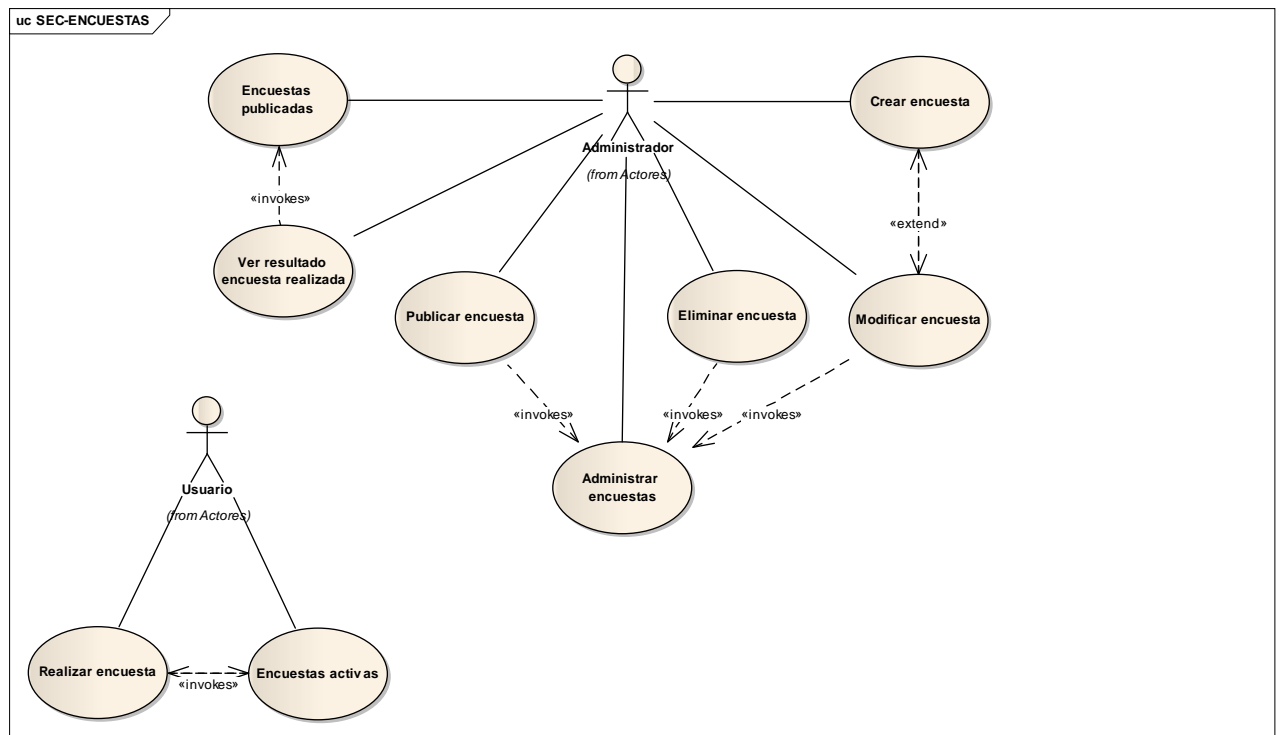 uc SEC-ENCUESTAS
Encuestas
publicadas
Crear encuesta
Administrador
(from Actores)
«invokes»
«extend»
Ver resultado
encuesta realizada
Publicar encuesta
Eliminar encuesta
Modificar encuesta
«invokes»
«invokes»
«invokes»
Administrar
encuestas
Usuario
(from Actores)
Realizar encuesta
Encuestas activas
«invokes»